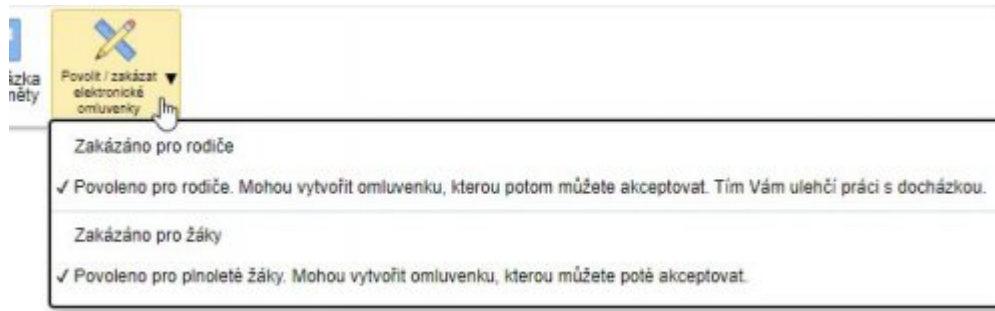 ázka
něty
Povolit / zakázat ▼
elektronické
omluvenky
Zakázáno pro rodiče
✓ Povoleno pro rodiče. Mohou vytvořit omluvenku, kterou potom můžete akceptovat. Tím Vám ulehčí práci s docházkou.
Zakázáno pro žáky
✓ Povoleno pro plnoleté žáky. Mohou vytvořit omluvenku, kterou můžete poté akceptovat.